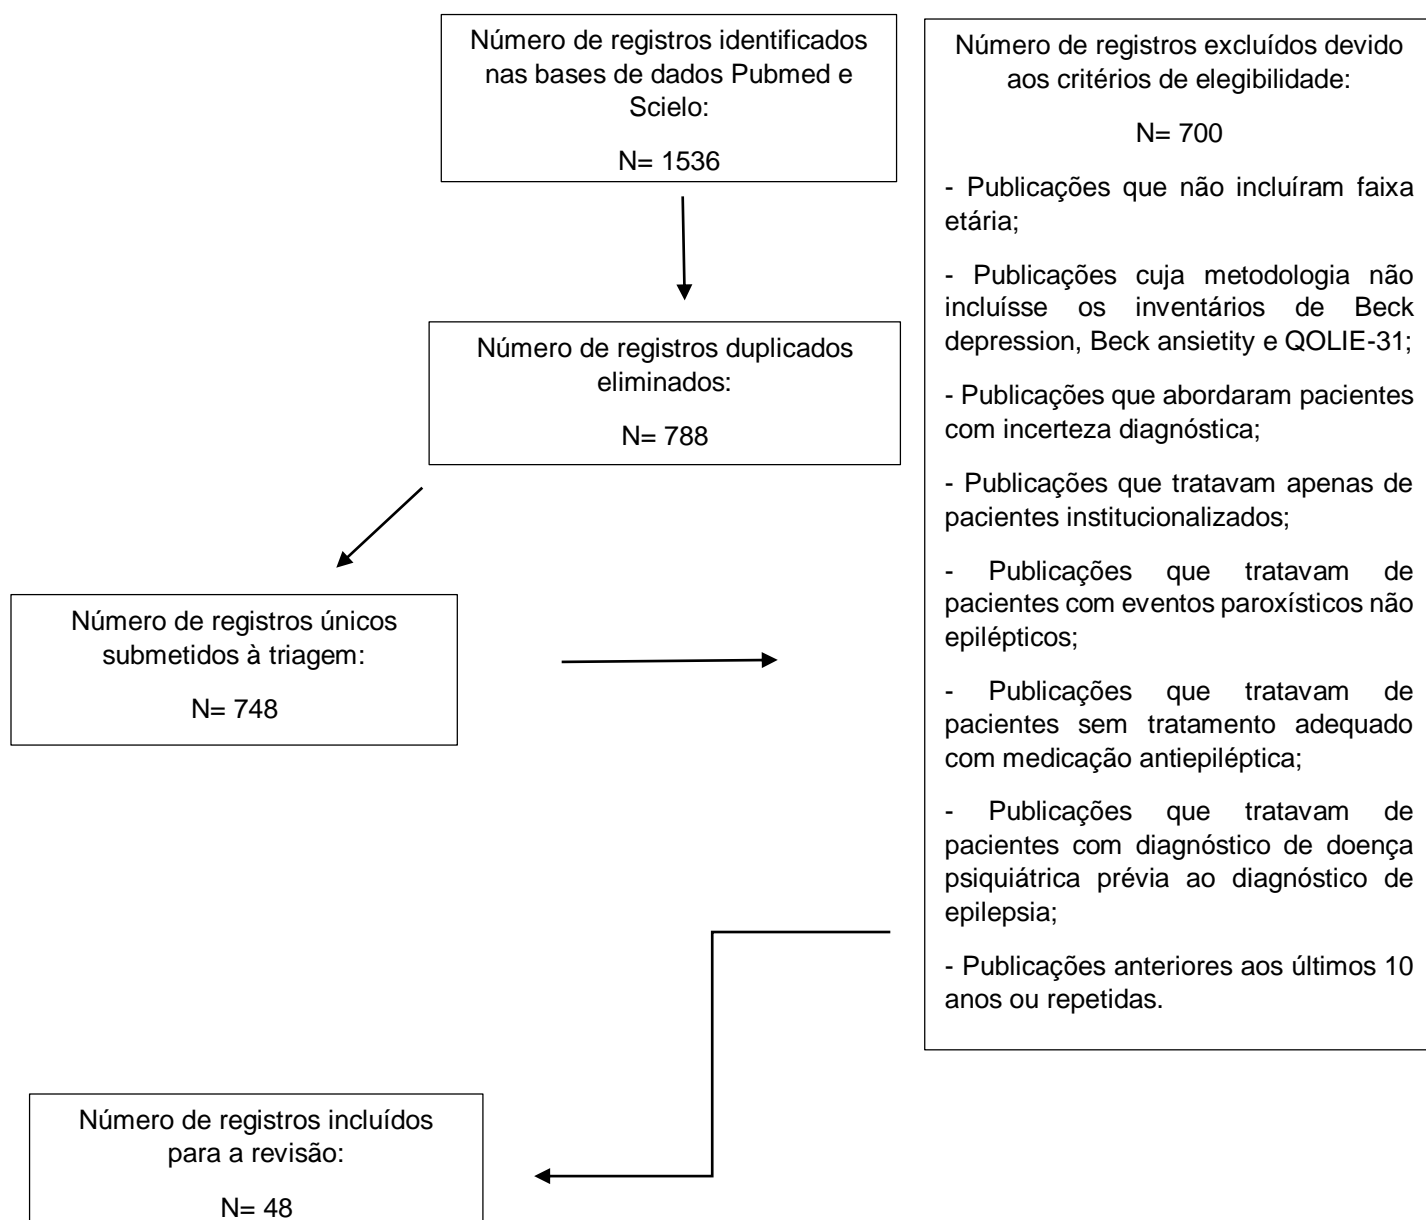 Número de registros identificados
nas bases de dados Pubmed e
Scielo:
N= 1536
Número de registros duplicados
eliminados:
N= 788
Número de registros únicos
submetidos à triagem:
N= 748
Número de registros excluídos devido
aos critérios de elegibilidade:
N= 700
- Publicações que não incluíram faixa
etária;
- Publicações cuja metodologia não
incluísse os inventários de Beck
depression, Beck ansietity e QOLIE-31;
- Publicações que abordaram pacientes
com incerteza diagnóstica;
- Publicações que tratavam apenas de
pacientes institucionalizados;
- Publicações que tratavam de
pacientes com eventos paroxísticos não
epilépticos;
- Publicações que tratavam de
pacientes sem tratamento adequado
com medicação antiepiléptica;
- Publicações que tratavam de
pacientes com diagnóstico de doença
psiquiátrica prévia ao diagnóstico de
epilepsia;
- Publicações anteriores aos últimos 10
anos ou repetidas.
Número de registros incluídos
para a revisão:
N= 48